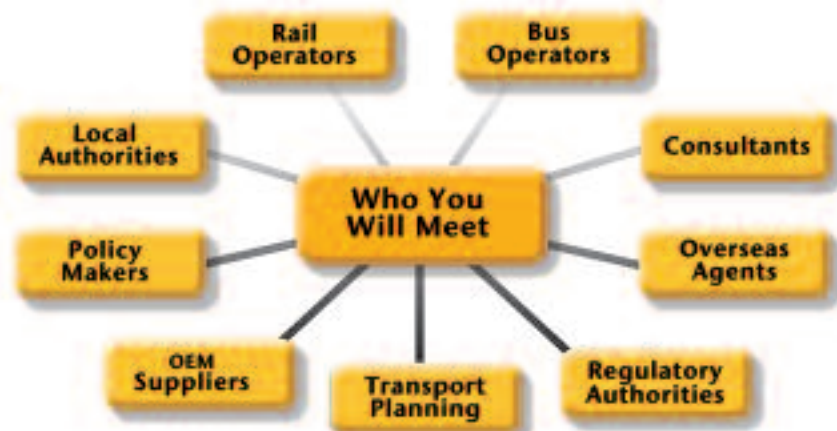 Rail
Operators
Bus
Operators
Local
Authorities
Consultants
Who You
Will Meet
Policy
Makers
Overseas
Agents
OEM
Suppliers
Transport
Planning
Regulatory
Authorities